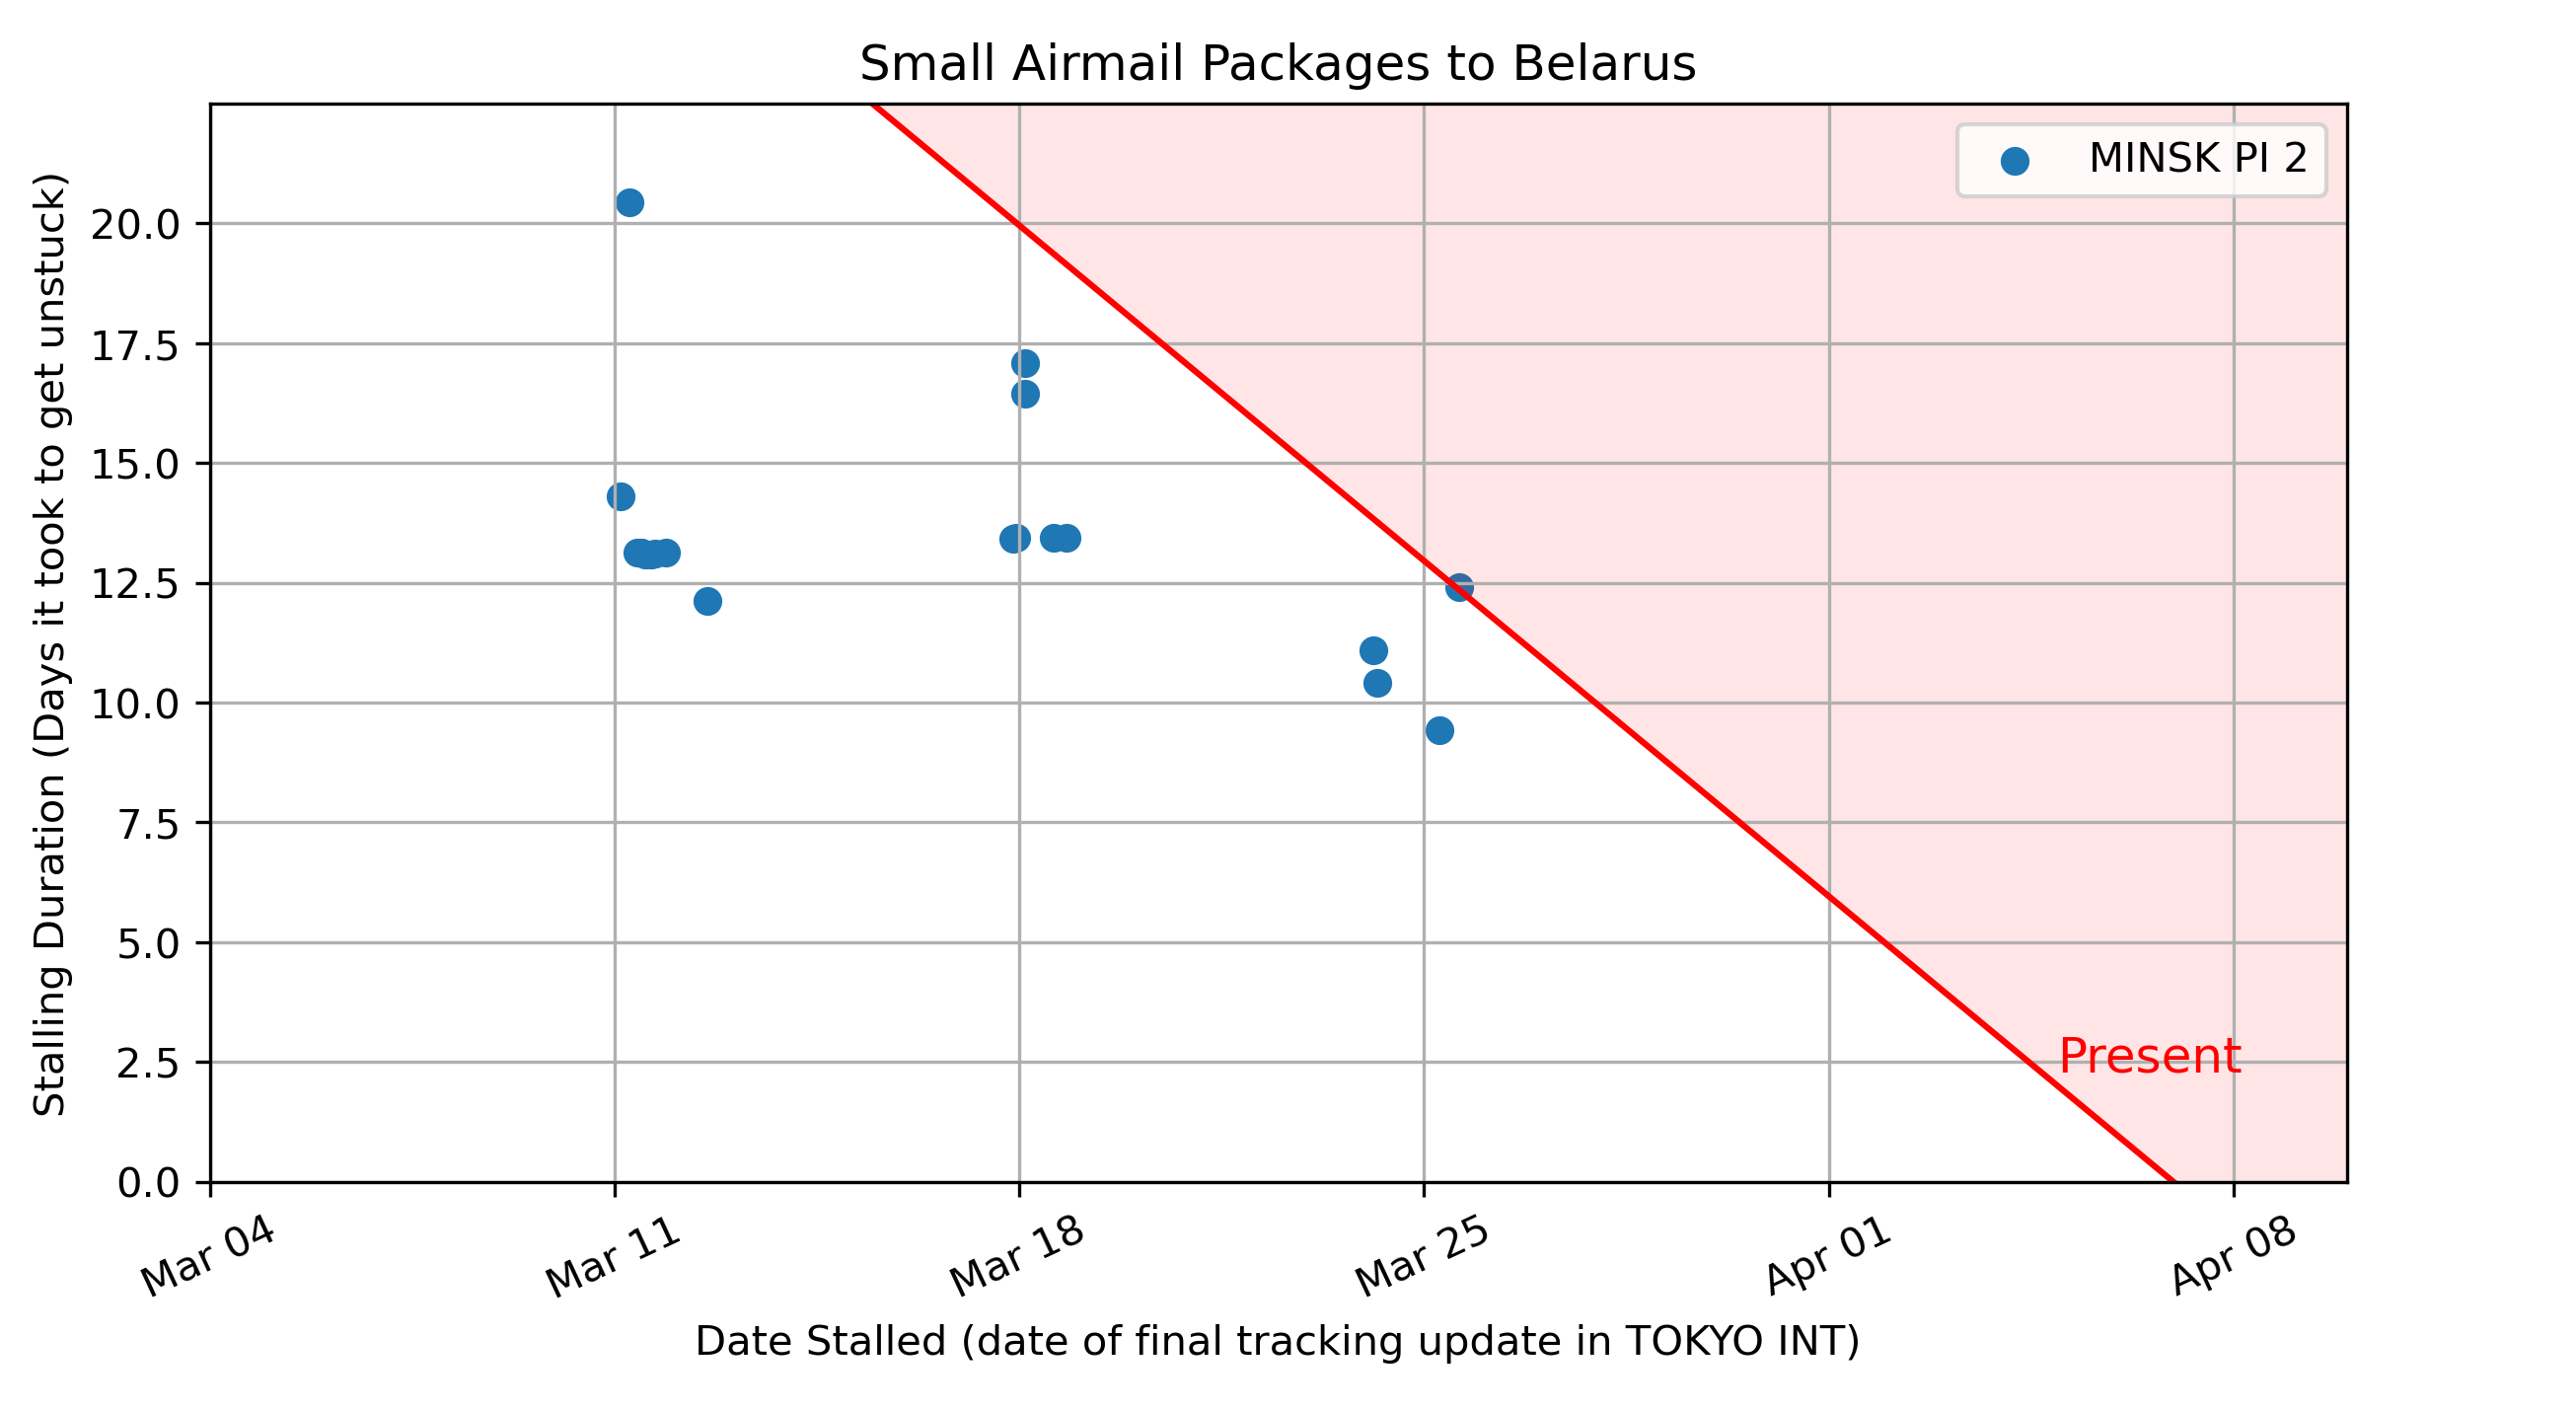 Small Airmail Packages to Belarus
MINSK PI 2
Stalling Duration (Days it took to get unstuck)
20.0
17.5
15.0
12.5
10.0
7.5
5.0
2.5
0.0
Present
Mar 04
Mar 11
Mar 18
Mar 25
Apr 01
Apr 08
Date Stalled (date of final tracking update in TOKYO INT)